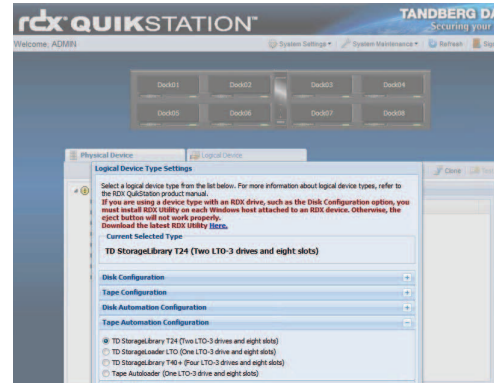 rdx QUIKSTATION™
TANDBERG DA
Securing your
Welcome, ADMIN
System Settings
System Maintenance
Refresh
Sig
Dock01
Dock02
Dock03
Dock04
Dock05
Dock06
Dock07
Dock08
Physical Device
Logical Device
Clone
Logical Device Type Settings
Select a logical device type from the list below. For more information about logical device types, refer to
the RDX QuikStation product manual.
If you are using a device type with an RDX drive, such as the Disk Configuration option, you
must install RDX Utility on each Windows host attached to an RDX device. Otherwise, the
eject button will not work properly.
Download the latest RDX Utility Here.
Current Selected Type
TD StorageLibrary T24 (Two LTO-3 drives and eight slots)
Disk Configuration
Tape Configuration
Disk Automation Configuration
Tape Automation Configuration
TD StorageLibrary T24 (Two LTO-3 drives and eight slots)
TD StorageLoader LTO (One LTO-3 drive and eight slots)
TD StorageLibrary T40+ (Four LTO-3 drives and eight slots)
Tape Autoloader (One LTO-3 drive and eight slots)